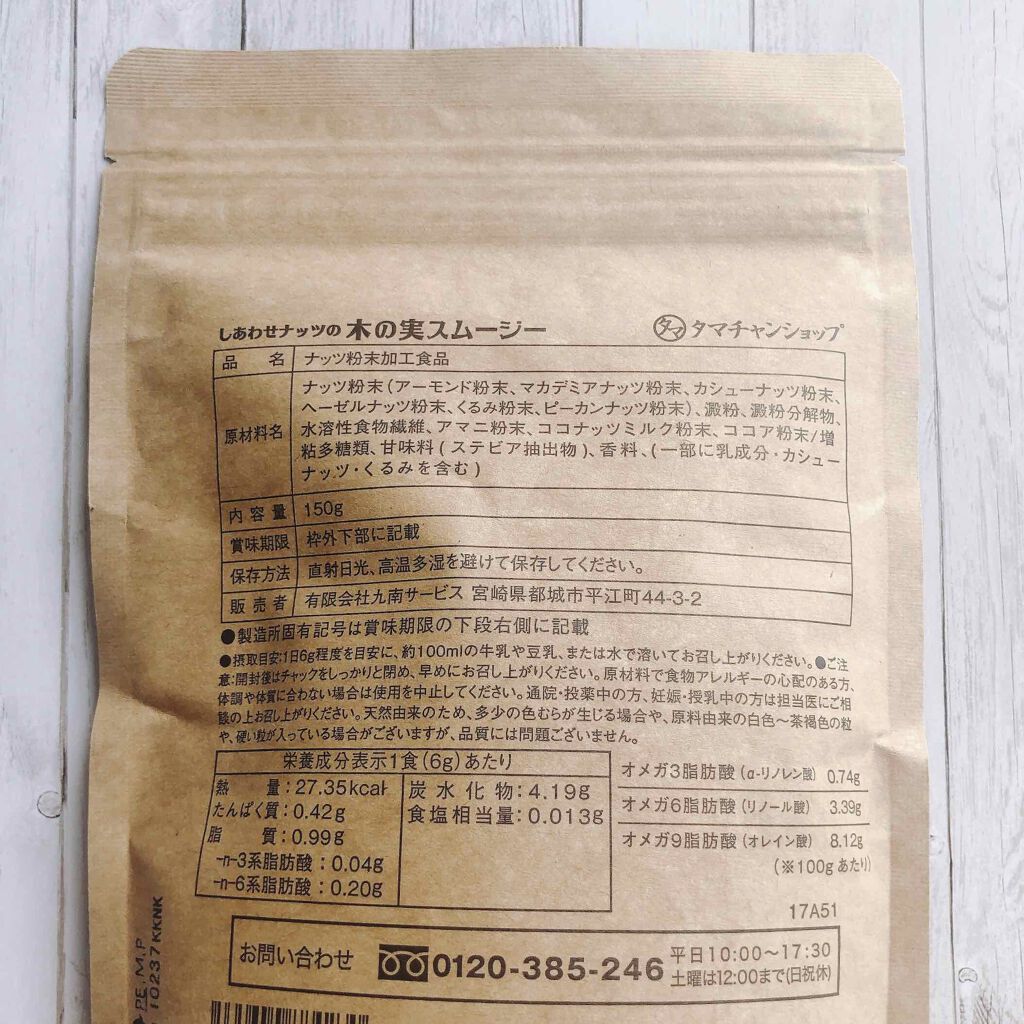 しあわせナッツの 木の実スムージー タマ タマチャンショップ
品 名 ナッツ粉末加工食品
原材料名 ナッツ粉末(アーモンド粉末、マカデミアナッツ粉末、カシューナッツ粉末、
ヘーゼルナッツ粉末、くるみ粉末、ピーカンナッツ粉末)、澱粉、澱粉分解物、
水溶性食物繊維、アマニ粉末、ココナッツミルク粉末、ココア粉末/増
粘多糖類、甘味料(ステビア抽出物)、香料、(一部に乳成分・カシュー
ナッツ・くるみを含む)
内容量 150g
賞味期限 枠外下部に記載
保存方法 直射日光、高温多湿を避けて保存してください。
販売者 有限会社九南サービス 宮崎県都城市平江町44-3-2
●製造所固有記号は賞味期限の下段右側に記載
●摂取目安:1日6g程度を目安に、約100mlの牛乳や豆乳、または水で溶いてお召し上がりください。●ご注
意:開封後はチャックをしっかりと閉め、早めにお召し上がりください。原材料で食物アレルギーの心配のある方、
体調や体質に合わない場合は使用を中止してください。通院・投薬中の方、妊娠・授乳中の方は担当医にご相
談の上お召し上がりください。天然由来のため、多少の色むらが生じる場合や、原料由来の白色〜茶褐色の粒
や、硬い粒が入っている場合がございますが、品質には問題ございません。
栄養成分表示1食(6g)あたり
熱 量:27.35kcal 炭水化物:4.19g
たんぱく質:0.42g 食塩相当量:0.013g
脂 質:0.99g
-n-3系脂肪酸:0.04g
-n-6系脂肪酸:0.20g
オメガ3脂肪酸(α-リノレン酸) 0.74g
オメガ6脂肪酸(リノール酸) 3.39g
オメガ9脂肪酸(オレイン酸) 8.12g
(※100gあたり)
17A51
お問い合わせ 0120-385-246 平日10:00〜17:30
土曜は12:00まで(日祝休)
PE,M,P
10237KKNK